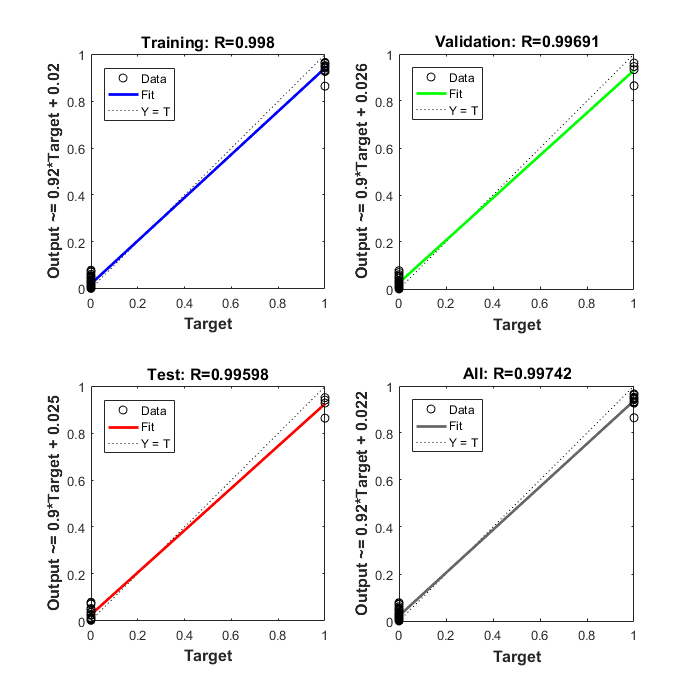 Training: R=0.998
Output ~= 0.92*Target + 0.02
1
0.8
0.6
0.4
0.2
0
Data
Fit
Y = T
0 0.2 0.4 0.6 0.8 1
Target
Validation: R=0.99691
Output ~= 0.9*Target + 0.026
1
0.8
0.6
0.4
0.2
0
Data
Fit
Y = T
0 0.2 0.4 0.6 0.8 1
Target
Test: R=0.99598
Output ~= 0.9*Target + 0.025
1
0.8
0.6
0.4
0.2
0
Data
Fit
Y = T
0 0.2 0.4 0.6 0.8 1
Target
All: R=0.99742
Output ~= 0.92*Target + 0.022
1
0.8
0.6
0.4
0.2
0
Data
Fit
Y = T
0 0.2 0.4 0.6 0.8 1
Target